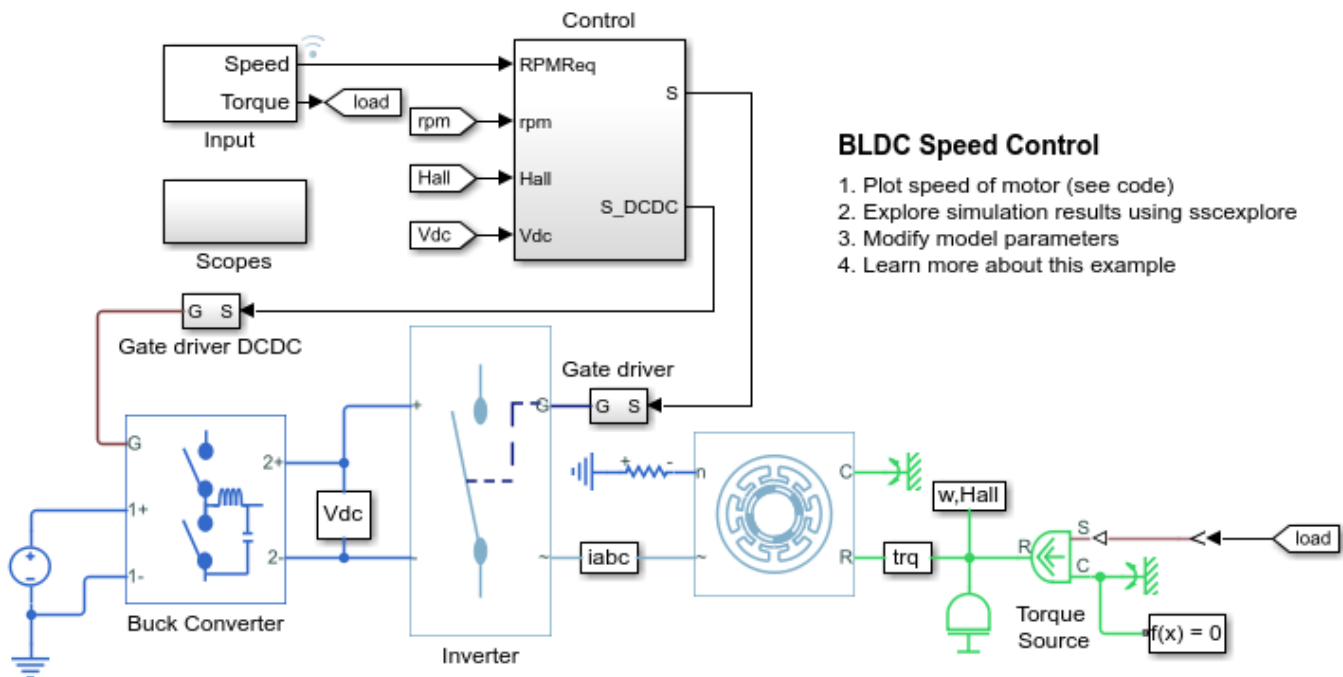 Control
Speed
Torque
Input
load
RPMReq
rpm
rpm
Hall
Hall
Vdc
Vdc
S
S_DCDC
Scopes
BLDC Speed Control
1. Plot speed of motor (see code)
2. Explore simulation results using sscexplore
3. Modify model parameters
4. Learn more about this example
G S
Gate driver DCDC
Gate driver
G S
G
1+
1-
2+
2-
+
-
Buck Converter
Vdc
+
-
G
~
Inverter
iabc
+ -
n
~
C
R
trq
w,Hall
R
S
C
Torque
Source
load
f(x) = 0